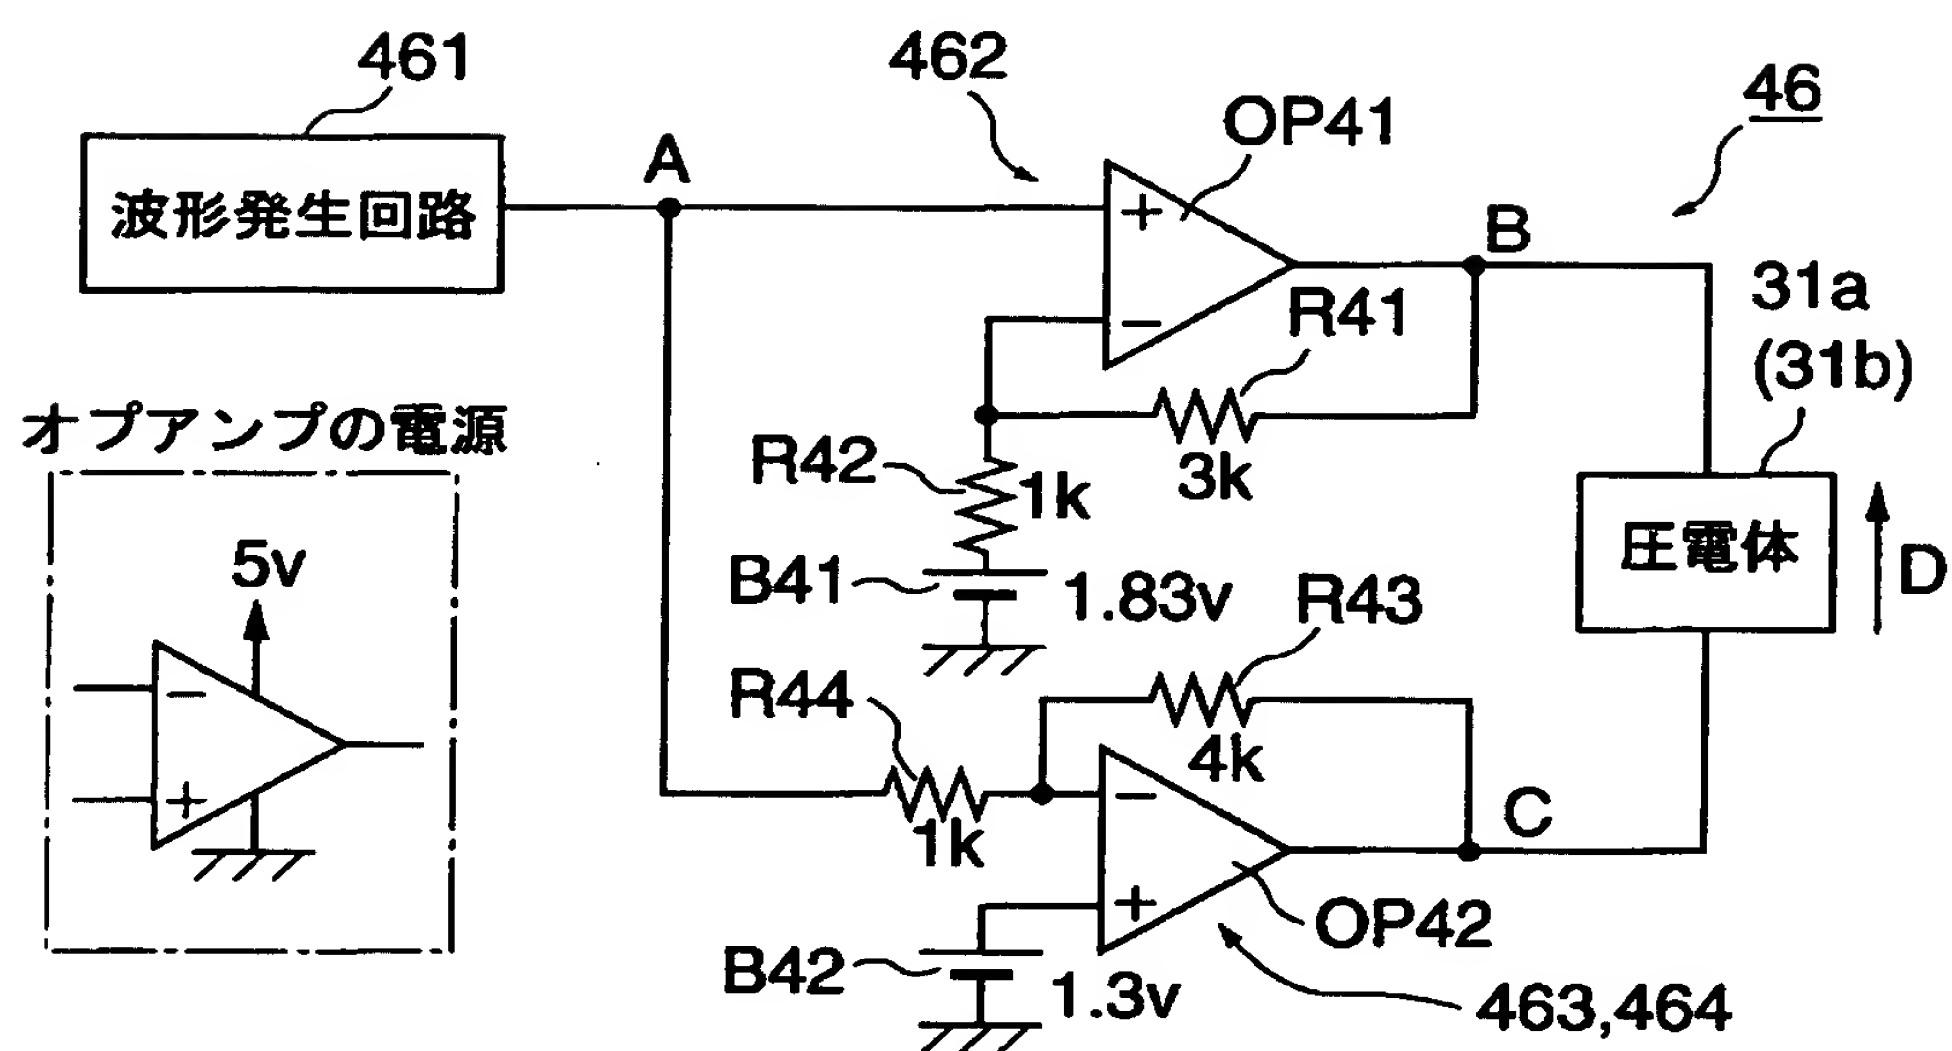 461
462
46
波形発生回路
A
OP41
+
−
B
R41
3k
31a
(31b)
オプアンプの電源
R42
1k
B41
1.83v
圧電体
D
5v
−
+
R43
4k
R44
1k
−
+
C
OP42
B42
1.3v
463,464